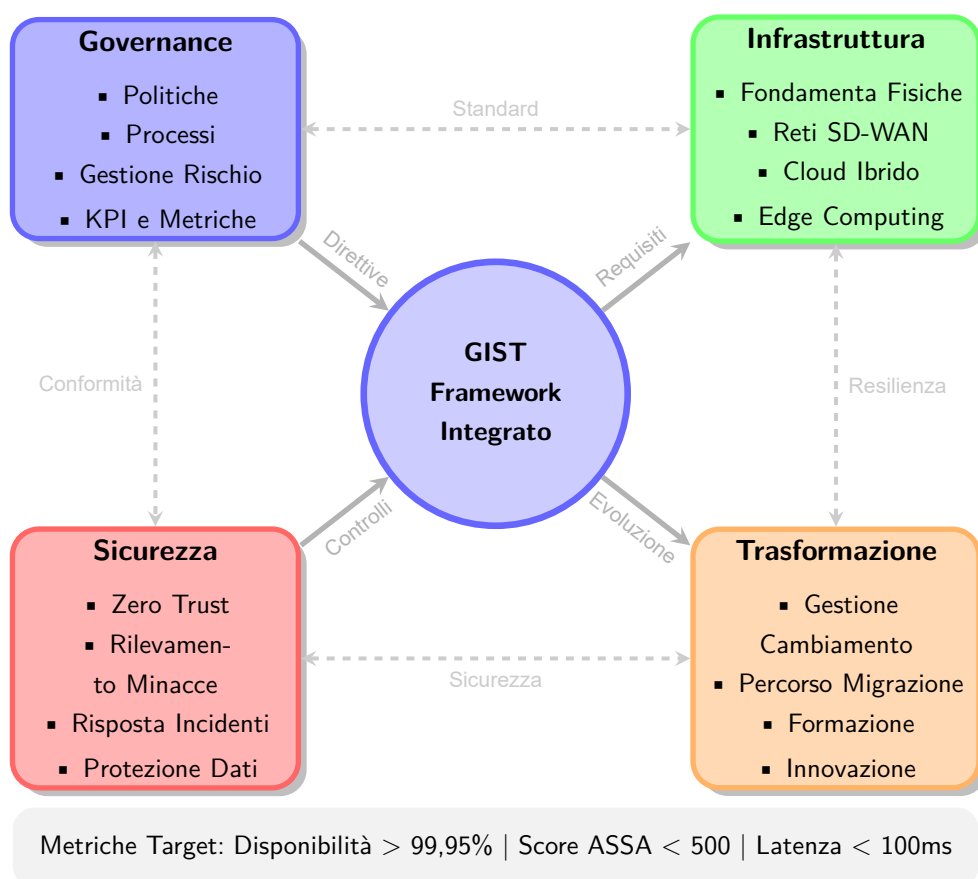 Governance
▪ Politiche
▪ Processi
▪ Gestione Rischio
▪ KPI e Metriche
Standard
Infrastruttura
▪ Fondamenta Fisiche
▪ Reti SD-WAN
▪ Cloud Ibrido
▪ Edge Computing
Direttive
Requisiti
Conformità
GIST
Framework
Integrato
Resilienza
Controlli
Evoluzione
Sicurezza
▪ Zero Trust
▪ Rilevamen-
to Minacce
▪ Risposta Incidenti
▪ Protezione Dati
Sicurezza
Trasformazione
▪ Gestione
Cambiamento
▪ Percorso Migrazione
▪ Formazione
▪ Innovazione
Metriche Target: Disponibilità > 99,95% | Score ASSA < 500 | Latenza < 100ms